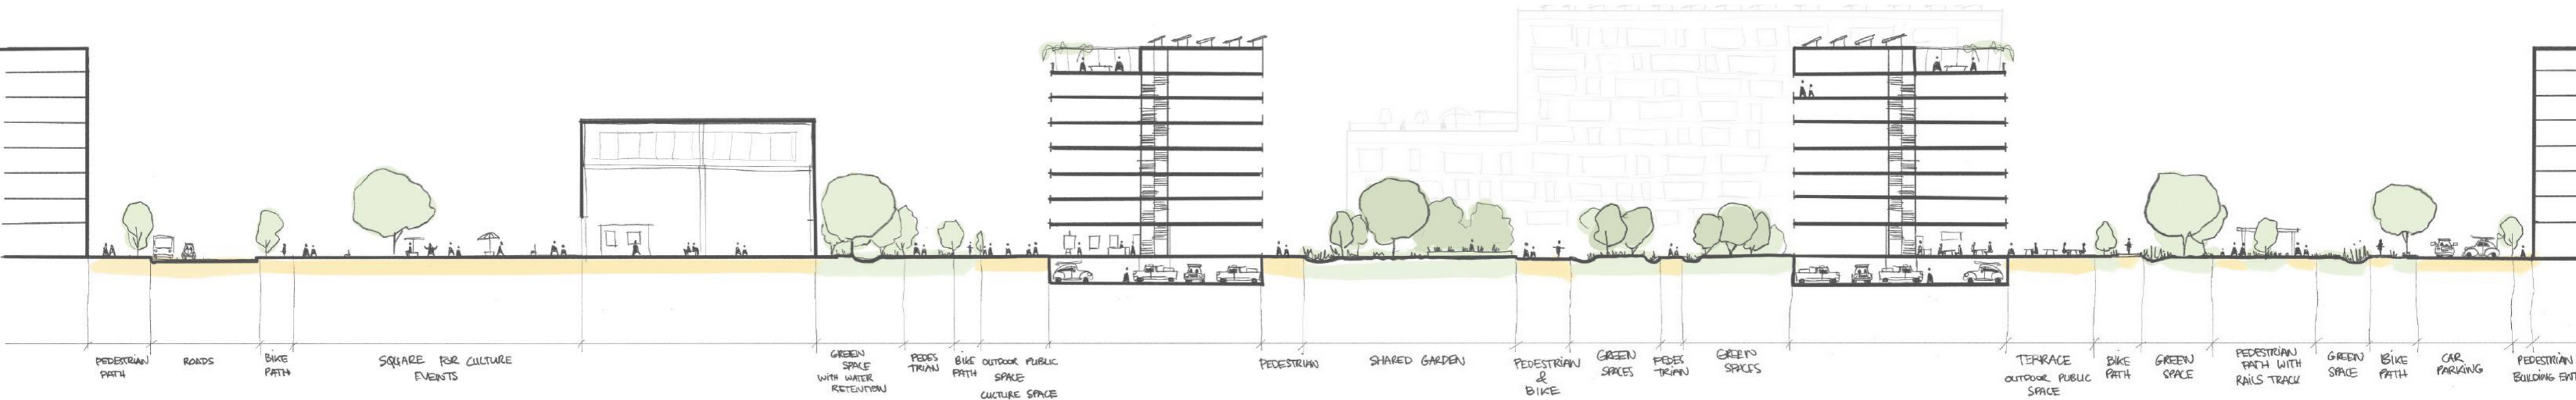 PEDESTRIAN
PATH
ROADS
BIKE
PATH
SQUARE FOR CULTURE
EVENTS
GREEN
SPACE
WITH WATER
RETENTION
PEDES
TRIAN
BIKE
PATH
OUTDOOR PUBLIC
SPACE
CULTURE SPACE
PEDESTRIAN
SHARED GARDEN
PEDESTRIAN
&
BIKE
GREEN
SPACES
PEDES
TRIAN
GREEN
SPACES
TERRACE
OUTDOOR PUBLIC
SPACE
BIKE
PATH
GREEN
SPACE
PEDESTRIAN
PATH WITH
RAILS TRACK
GREEN
SPACE
BIKE
PATH
CAR
PARKING
PEDESTRIAN
BUILDING ENT